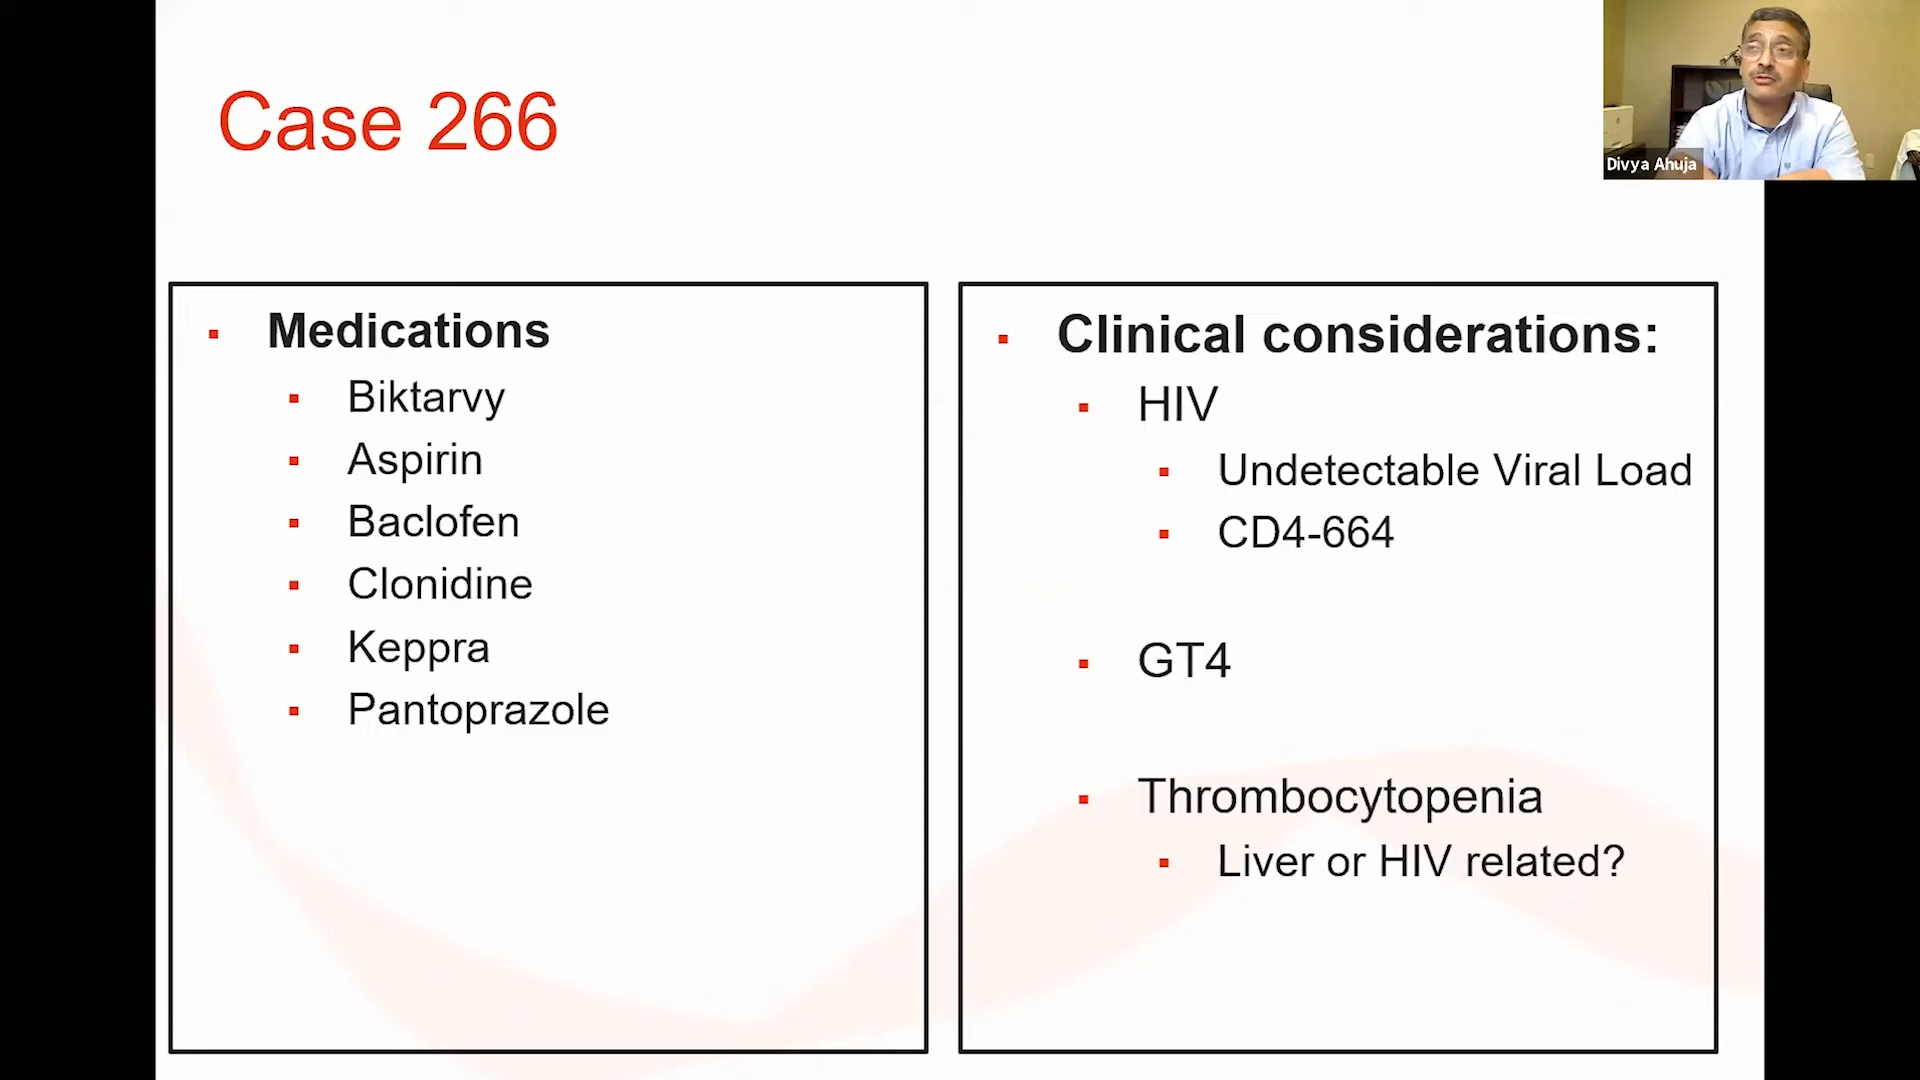 Case 266
Divya Ahuja
Medications
Biktarvy
Aspirin
Baclofen
Clonidine
Keppra
Pantoprazole
Clinical considerations:
HIV
Undetectable Viral Load
CD4-664
GT4
Thrombocytopenia
Liver or HIV related?